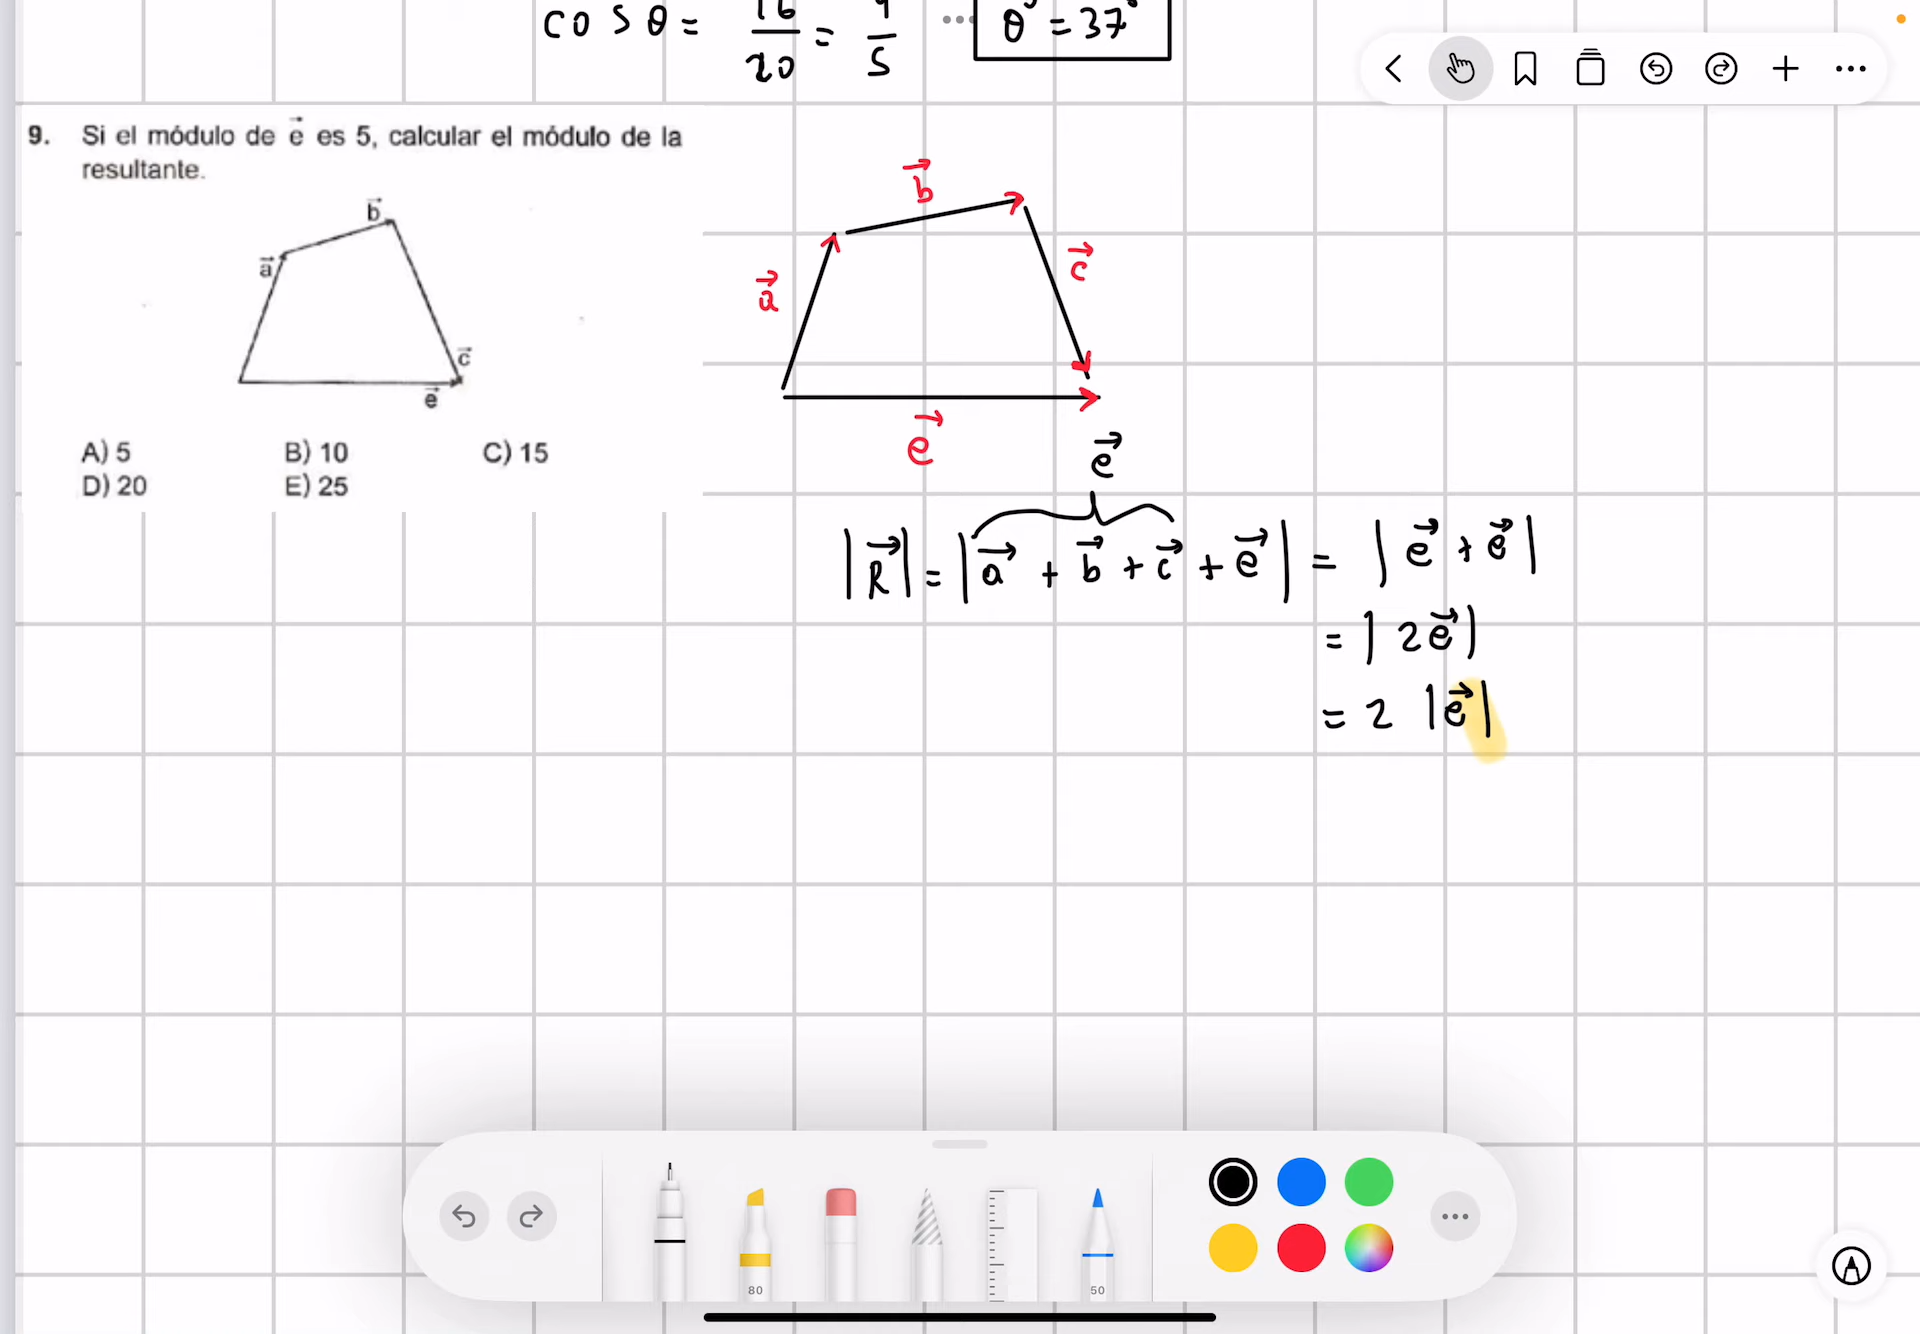 cos θ = 16/20 = 4/5 ... θ = 37°
9. Si el módulo de e⃗ es 5, calcular el módulo de la
resultante.
b⃗
a⃗
c⃗
e⃗
A) 5 B) 10 C) 15
D) 20 E) 25
b⃗
a⃗
c⃗
e⃗
e⃗
|R⃗| = |a⃗ + b⃗ + c⃗ + e⃗| = |e⃗ + e⃗|
= |2e⃗|
= 2 |e⃗|
80
50